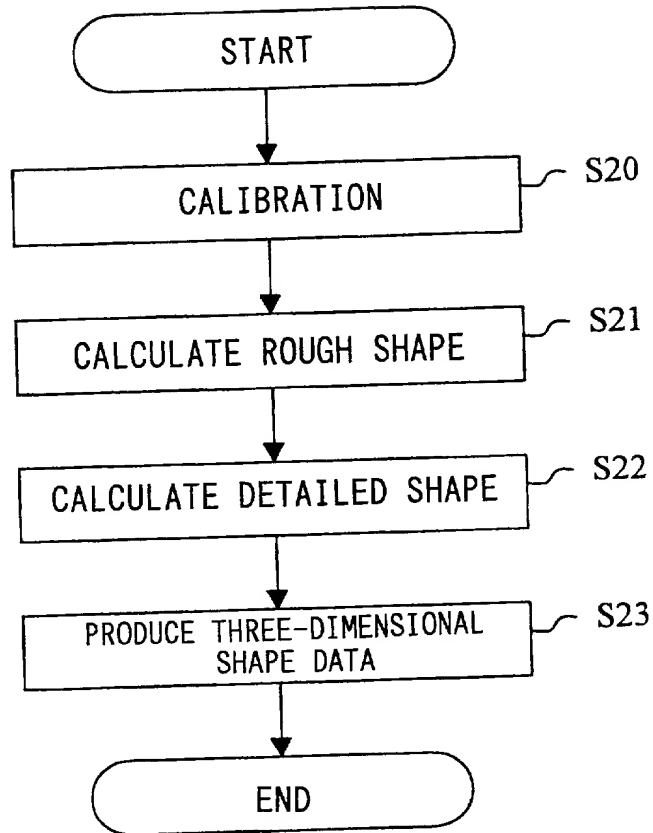 START
CALIBRATION
S20
CALCULATE ROUGH SHAPE
S21
CALCULATE DETAILED SHAPE
S22
PRODUCE THREE-DIMENSIONAL
SHAPE DATA
S23
END